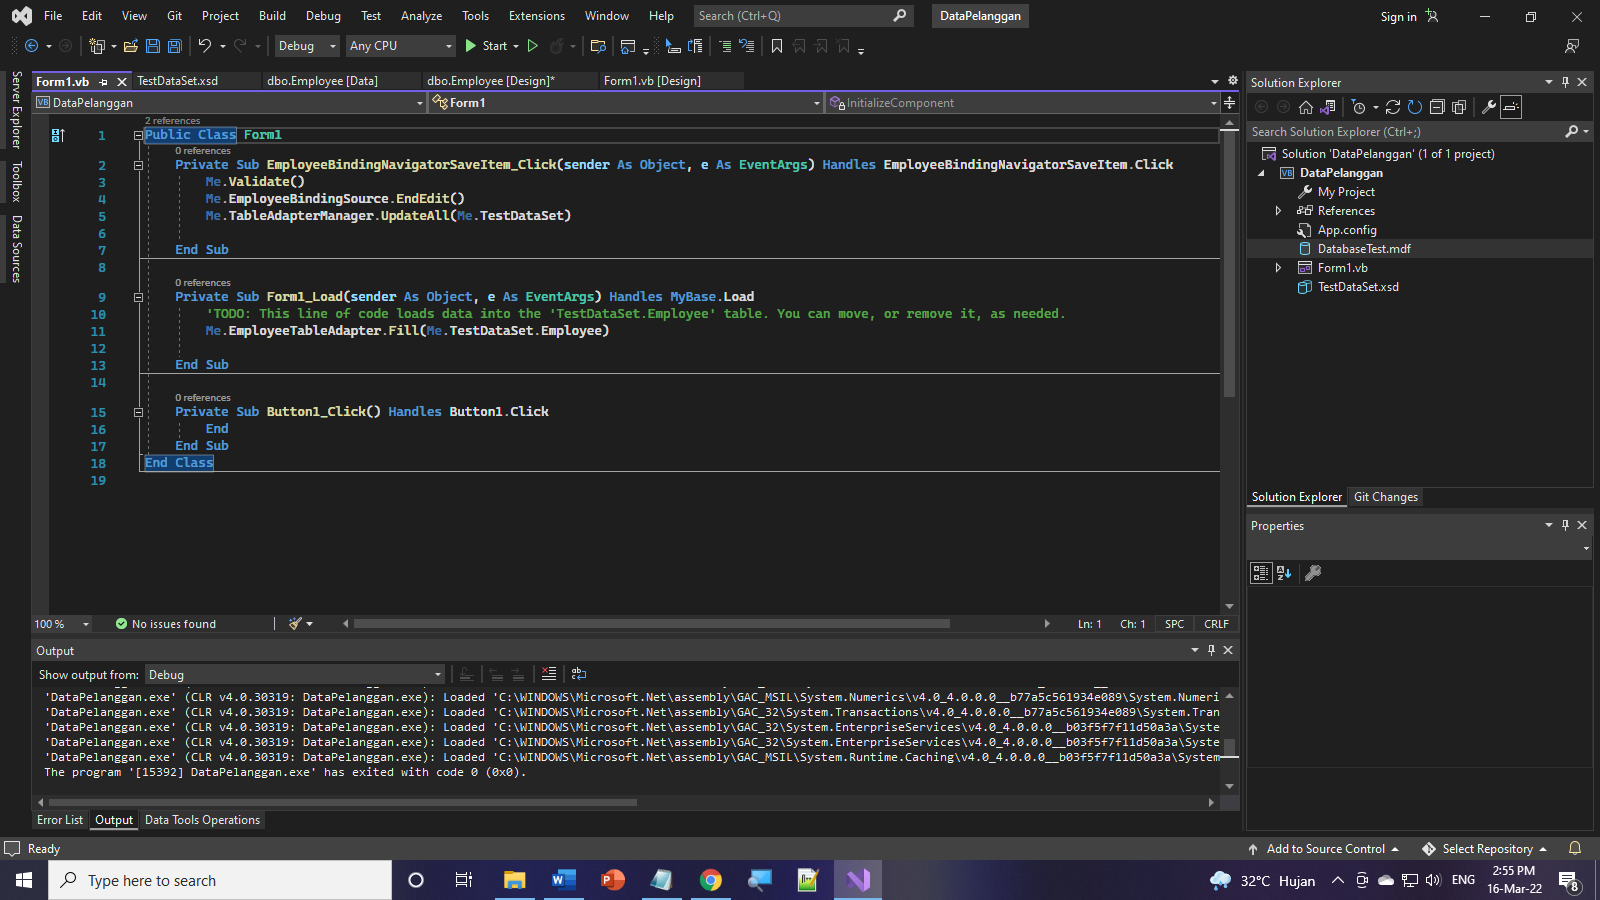 File Edit View Git Project Build Debug Test Analyze Tools Extensions Window Help Search (Ctrl+Q) DataPelanggan Sign in
Debug Any CPU Start
Server Explorer
Toolbox
Data Sources
Form1.vb TestDataSet.xsd dbo.Employee [Data] dbo.Employee [Design]* Form1.vb [Design]
VB DataPelanggan Form1 InitializeComponent
2 references
1 Public Class Form1
0 references
2 Private Sub EmployeeBindingNavigatorSaveItem_Click(sender As Object, e As EventArgs) Handles EmployeeBindingNavigatorSaveItem.Click
3 Me.Validate()
4 Me.EmployeeBindingSource.EndEdit()
5 Me.TableAdapterManager.UpdateAll(Me.TestDataSet)
6
7 End Sub
8
0 references
9 Private Sub Form1_Load(sender As Object, e As EventArgs) Handles MyBase.Load
10 'TODO: This line of code loads data into the 'TestDataSet.Employee' table. You can move, or remove it, as needed.
11 Me.EmployeeTableAdapter.Fill(Me.TestDataSet.Employee)
12
13 End Sub
14
0 references
15 Private Sub Button1_Click() Handles Button1.Click
16 End
17 End Sub
18 End Class
19
100 % No issues found Ln: 1 Ch: 1 SPC CRLF
Output
Show output from: Debug
'DataPelanggan.exe' (CLR v4.0.30319: DataPelanggan.exe): Loaded 'C:\WINDOWS\Microsoft.Net\assembly\GAC_MSIL\System.Numerics\v4.0_4.0.0.0__b77a5c561934e089\System.Numeri
'DataPelanggan.exe' (CLR v4.0.30319: DataPelanggan.exe): Loaded 'C:\WINDOWS\Microsoft.Net\assembly\GAC_32\System.Transactions\v4.0_4.0.0.0__b77a5c561934e089\System.Tran
'DataPelanggan.exe' (CLR v4.0.30319: DataPelanggan.exe): Loaded 'C:\WINDOWS\Microsoft.Net\assembly\GAC_32\System.EnterpriseServices\v4.0_4.0.0.0__b03f5f7f11d50a3a\Syste
'DataPelanggan.exe' (CLR v4.0.30319: DataPelanggan.exe): Loaded 'C:\WINDOWS\Microsoft.Net\assembly\GAC_32\System.EnterpriseServices\v4.0_4.0.0.0__b03f5f7f11d50a3a\Syste
'DataPelanggan.exe' (CLR v4.0.30319: DataPelanggan.exe): Loaded 'C:\WINDOWS\Microsoft.Net\assembly\GAC_MSIL\System.Runtime.Caching\v4.0_4.0.0.0__b03f5f7f11d50a3a\System
The program '[15392] DataPelanggan.exe' has exited with code 0 (0x0).
Error List Output Data Tools Operations
Solution Explorer
Search Solution Explorer (Ctrl+;)
Solution 'DataPelanggan' (1 of 1 project)
VB DataPelanggan
My Project
References
App.config
DatabaseTest.mdf
Form1.vb
TestDataSet.xsd
Solution Explorer Git Changes
Properties
Ready Add to Source Control Select Repository
Type here to search
32°C Hujan ENG 2:55 PM
16-Mar-22
8